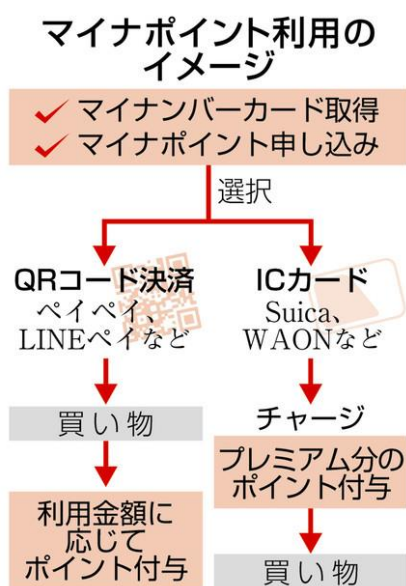 マイナポイント利用の
イメージ
マイナンバーカード取得
マイナポイント申し込み
選択
QRコード決済
ペイペイ、
LINEペイなど
買い物
利用金額に
応じて
ポイント付与
ICカード
Suica、
WAONなど
チャージ
プレミアム分の
ポイント付与
買い物